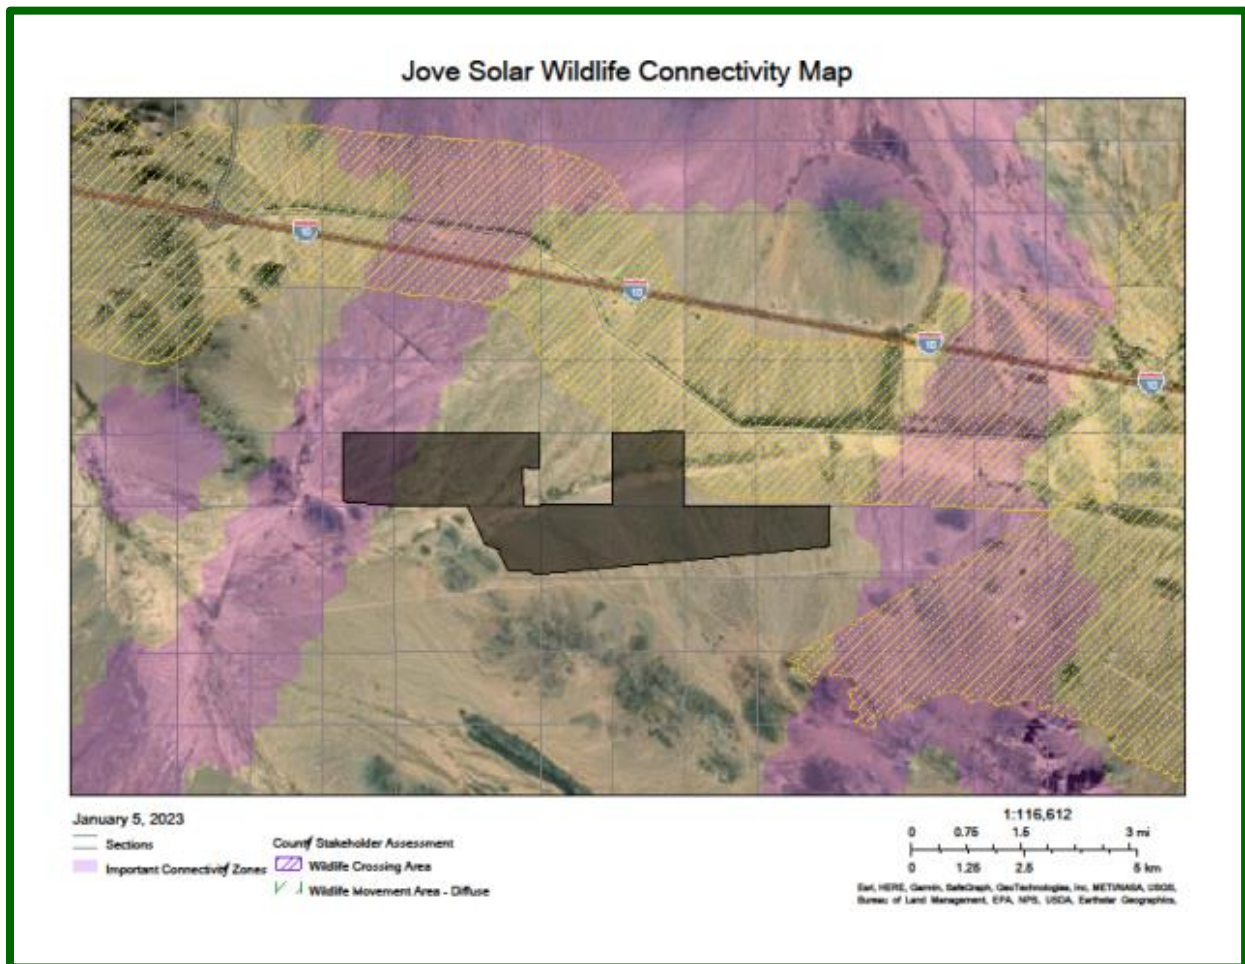 Jove Solar Wildlife Connectivity Map
10
10
10
10
January 5, 2023
Sections
Important Connectivity Zones
County Stakeholder Assessment
Wildlife Crossing Area
Wildlife Movement Area - Diffuse
1:116,612
0 0.75 1.5 3 mi
0 1.25 2.5 5 km
Esri, HERE, Garmin, SafeGraph, GeoTechnologies, Inc, METI/NASA, USGS,
Bureau of Land Management, EPA, NPS, USDA, Earthstar Geographics,